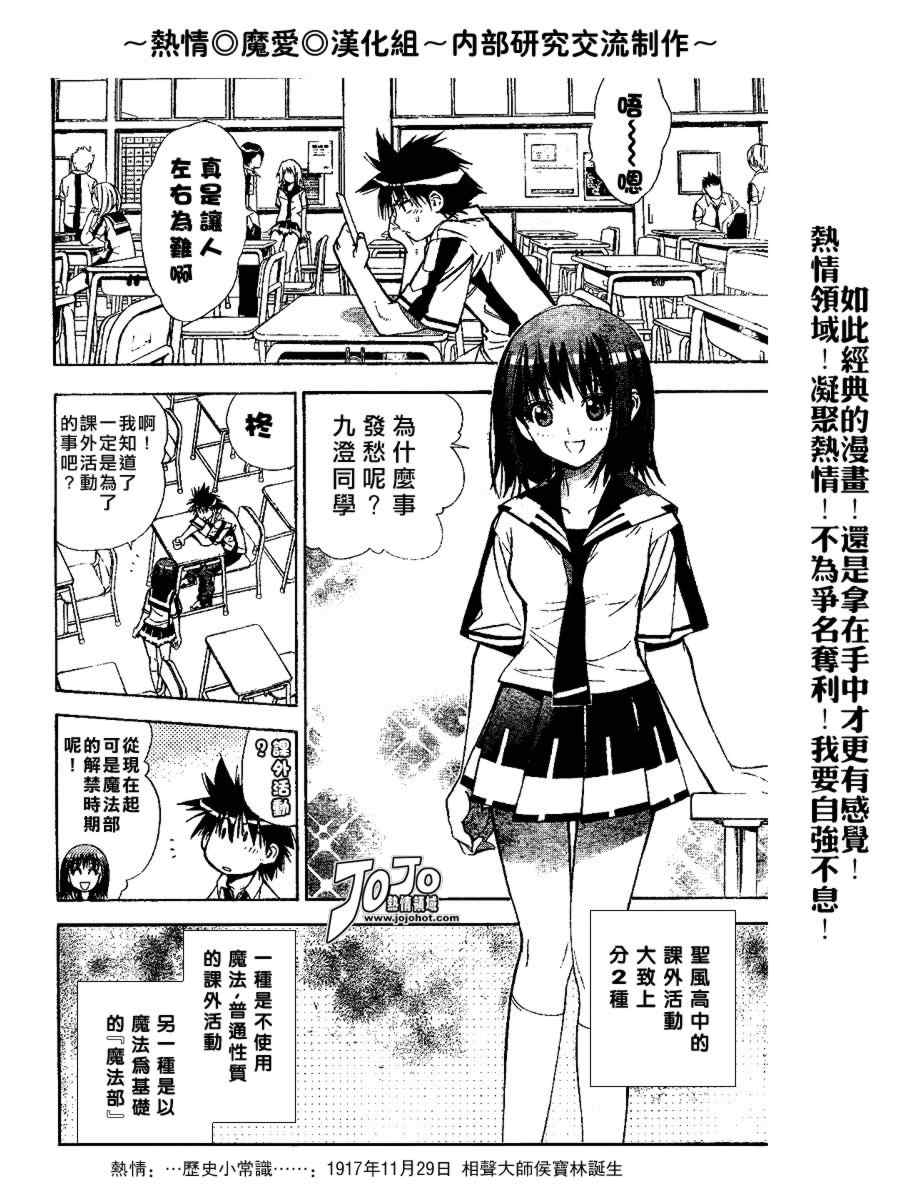 ～熱情◎魔愛◎漢化組～内部研究交流制作～
唔～～～嗯
真是讓人
左右為難啊
為什麼事
發愁呢？
九澄同學
柊
啊！
我知道了
一定是為了
課外活動
的事吧？
課外活動
？
從現在起
可是魔法部
的解禁時期
呢！
JOJO
熱情領域
www.jojohot.com
聖風高中的
課外活動
大致上
分2種
一種是不使用
魔法，普通性質
的課外活動
另一種是以
魔法爲基礎
的『魔法部』
如此經典的漫畫！還是拿在手中才更有感覺！
熱情領域！凝聚熱情！不為爭名奪利！我要自強不息！
熱情：…歷史小常識……：1917年11月29日 相聲大師侯寶林誕生